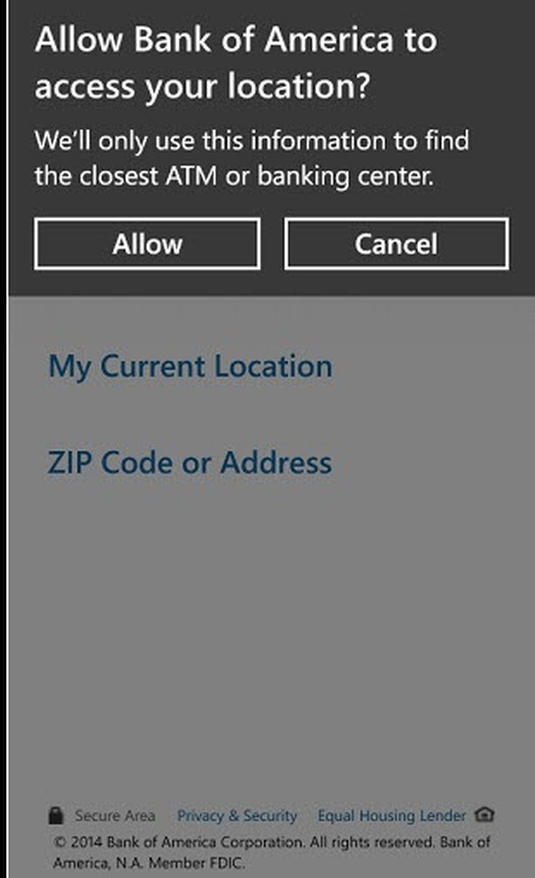 Allow Bank of America to
access your location?
We'll only use this information to find
the closest ATM or banking center.
Allow Cancel
My Current Location
ZIP Code or Address
Secure Area Privacy & Security Equal Housing Lender
© 2014 Bank of America Corporation. All rights reserved. Bank of
America, N.A. Member FDIC.